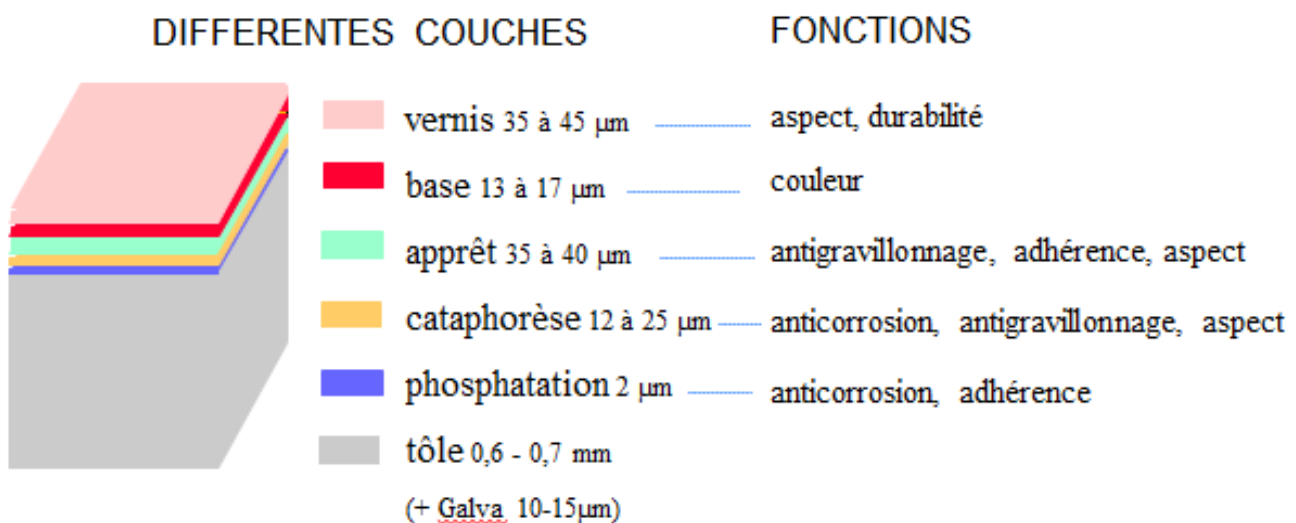 DIFFERENTES COUCHES FONCTIONS
vernis 35 à 45 µm aspect, durabilité
base 13 à 17 µm couleur
apprêt 35 à 40 µm antigravillonnage, adhérence, aspect
cataphorèse 12 à 25 µm anticorrosion, antigravillonnage, aspect
phosphatation 2 µm anticorrosion, adhérence
tôle 0,6 - 0,7 mm
(+ Galva 10-15µm)